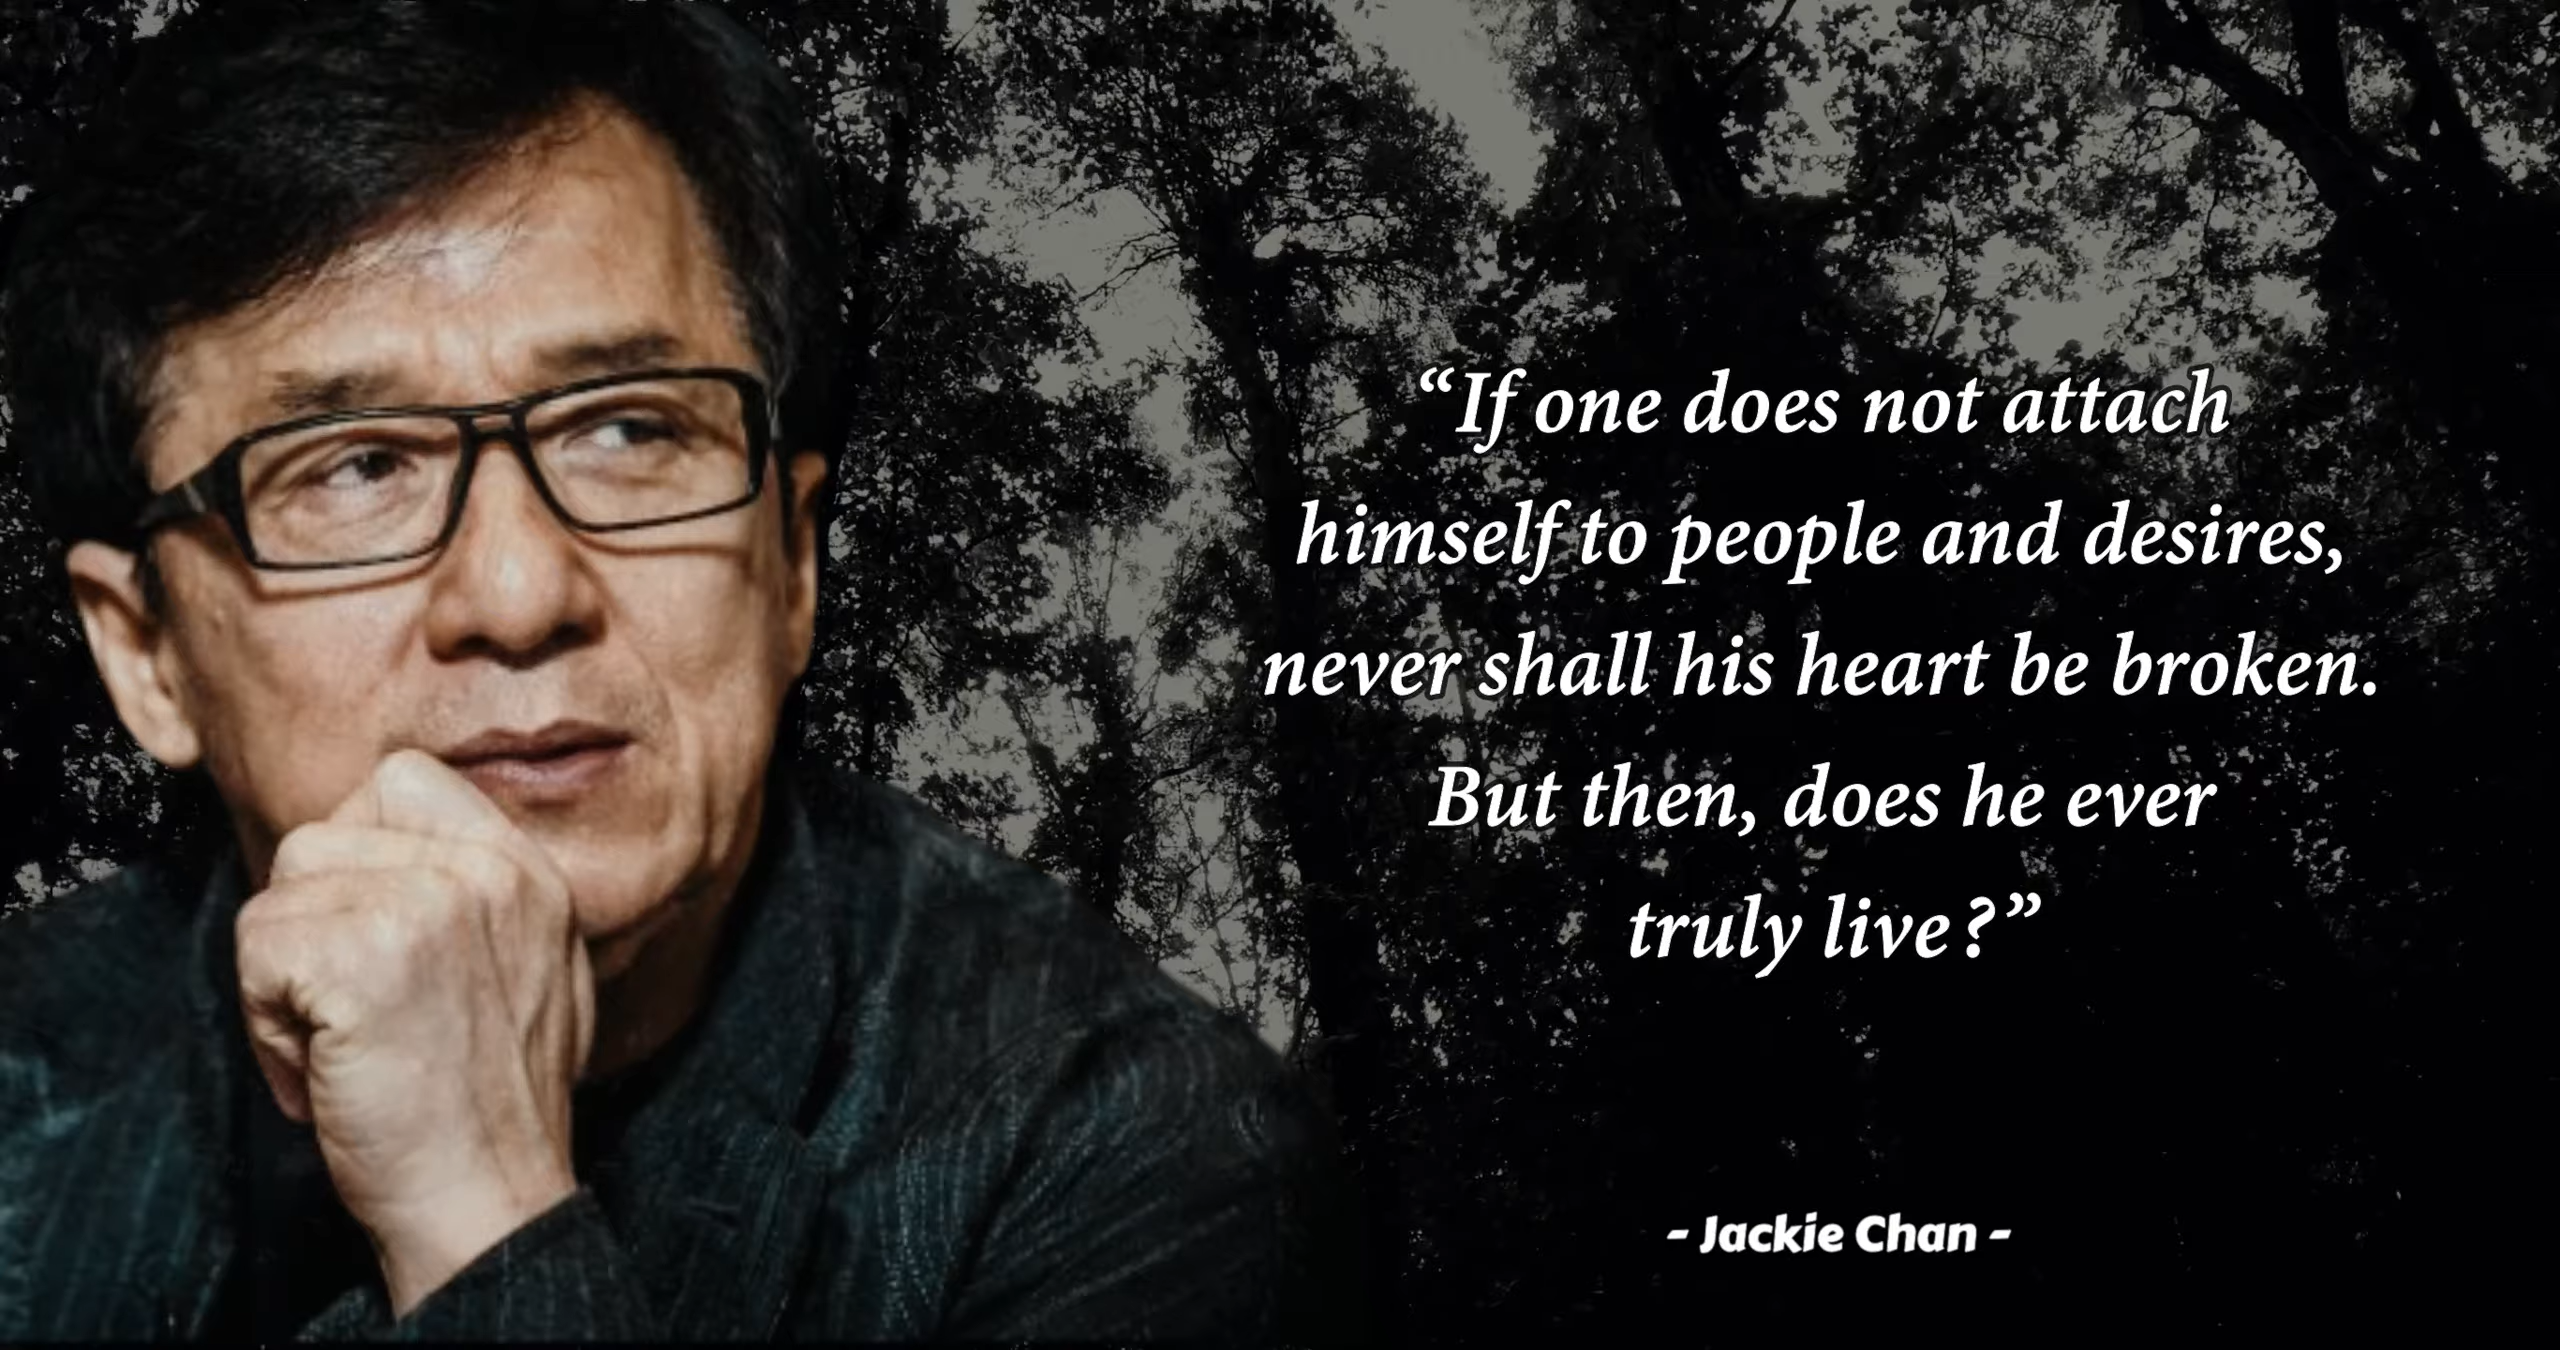 “If one does not attach
himself to people and desires,
never shall his heart be broken.
But then, does he ever
truly live?”
- Jackie Chan -